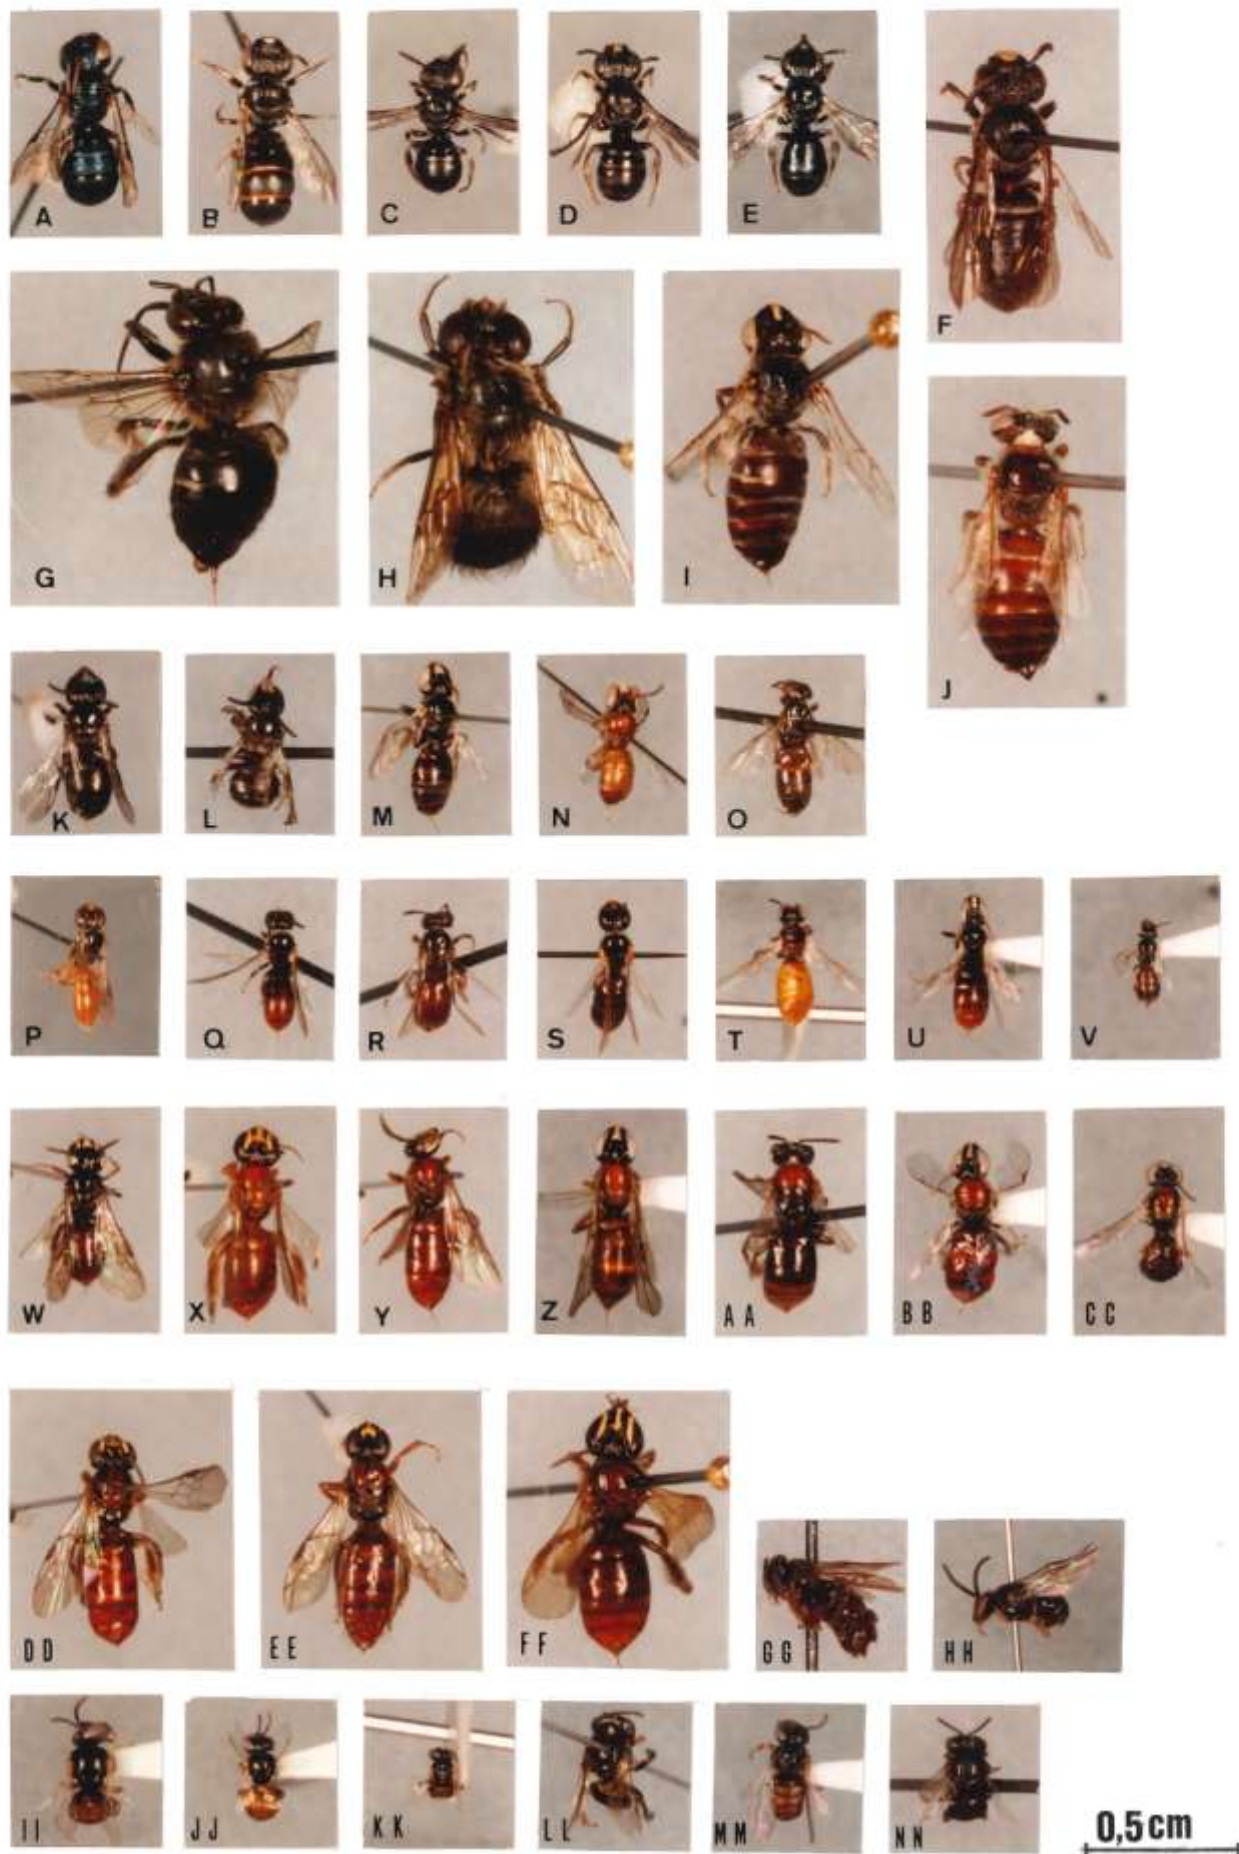 A B C D E F
G H I J
K L M N O
P Q R S T U V
W X Y Z AA BB CC
DD EE FF GG HH
II JJ KK LL MM NN
0,5cm